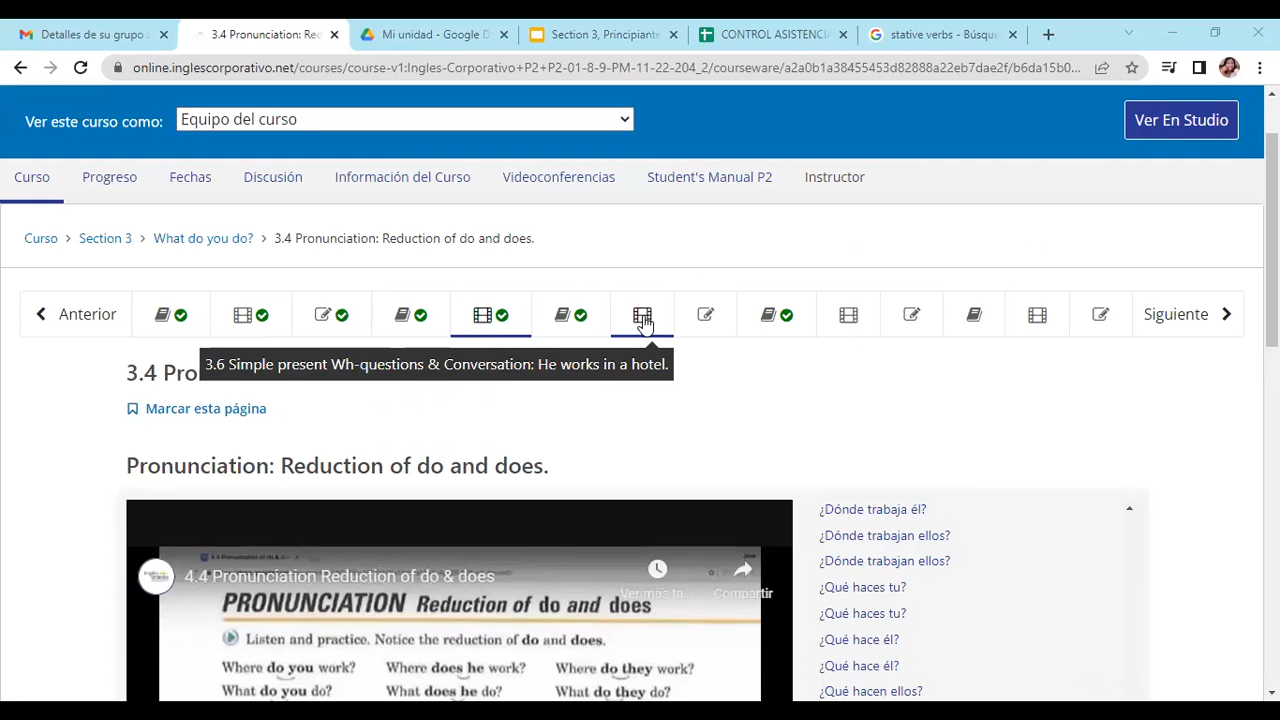 Detalles de su grupo
3.4 Pronunciation: Red
Mi unidad - Google D
Section 3, Principiante
CONTROL ASISTENCIA
stative verbs - Búsqu
online.inglescorporativo.net/courses/course-v1:Ingles-Corporativo+P2+P2-01-8-9-PM-11-22-204_2/courseware/a2a0b1a38455453d82888a22eb7dae2f/b6da15b0...
Ver este curso como:
Equipo del curso
Ver En Studio
Curso
Progreso
Fechas
Discusión
Información del Curso
Videoconferencias
Student's Manual P2
Instructor
Curso > Section 3 > What do you do? > 3.4 Pronunciation: Reduction of do and does.
Anterior
Siguiente
3.6 Simple present Wh-questions & Conversation: He works in a hotel.
3.4 Pro
Marcar esta página
Pronunciation: Reduction of do and does.
4.4 Pronunciation Reduction of do & does
Ver más ta
Compartir
PRONUNCIATION Reduction of do and does
Listen and practice. Notice the reduction of do and does.
Where do you work? Where does he work? Where do they work?
What do you do? What does he do? What do they do?
¿Dónde trabaja él?
¿Dónde trabajan ellos?
¿Dónde trabajan ellos?
¿Qué haces tu?
¿Qué haces tu?
¿Qué hace él?
¿Qué hace él?
¿Qué hacen ellos?